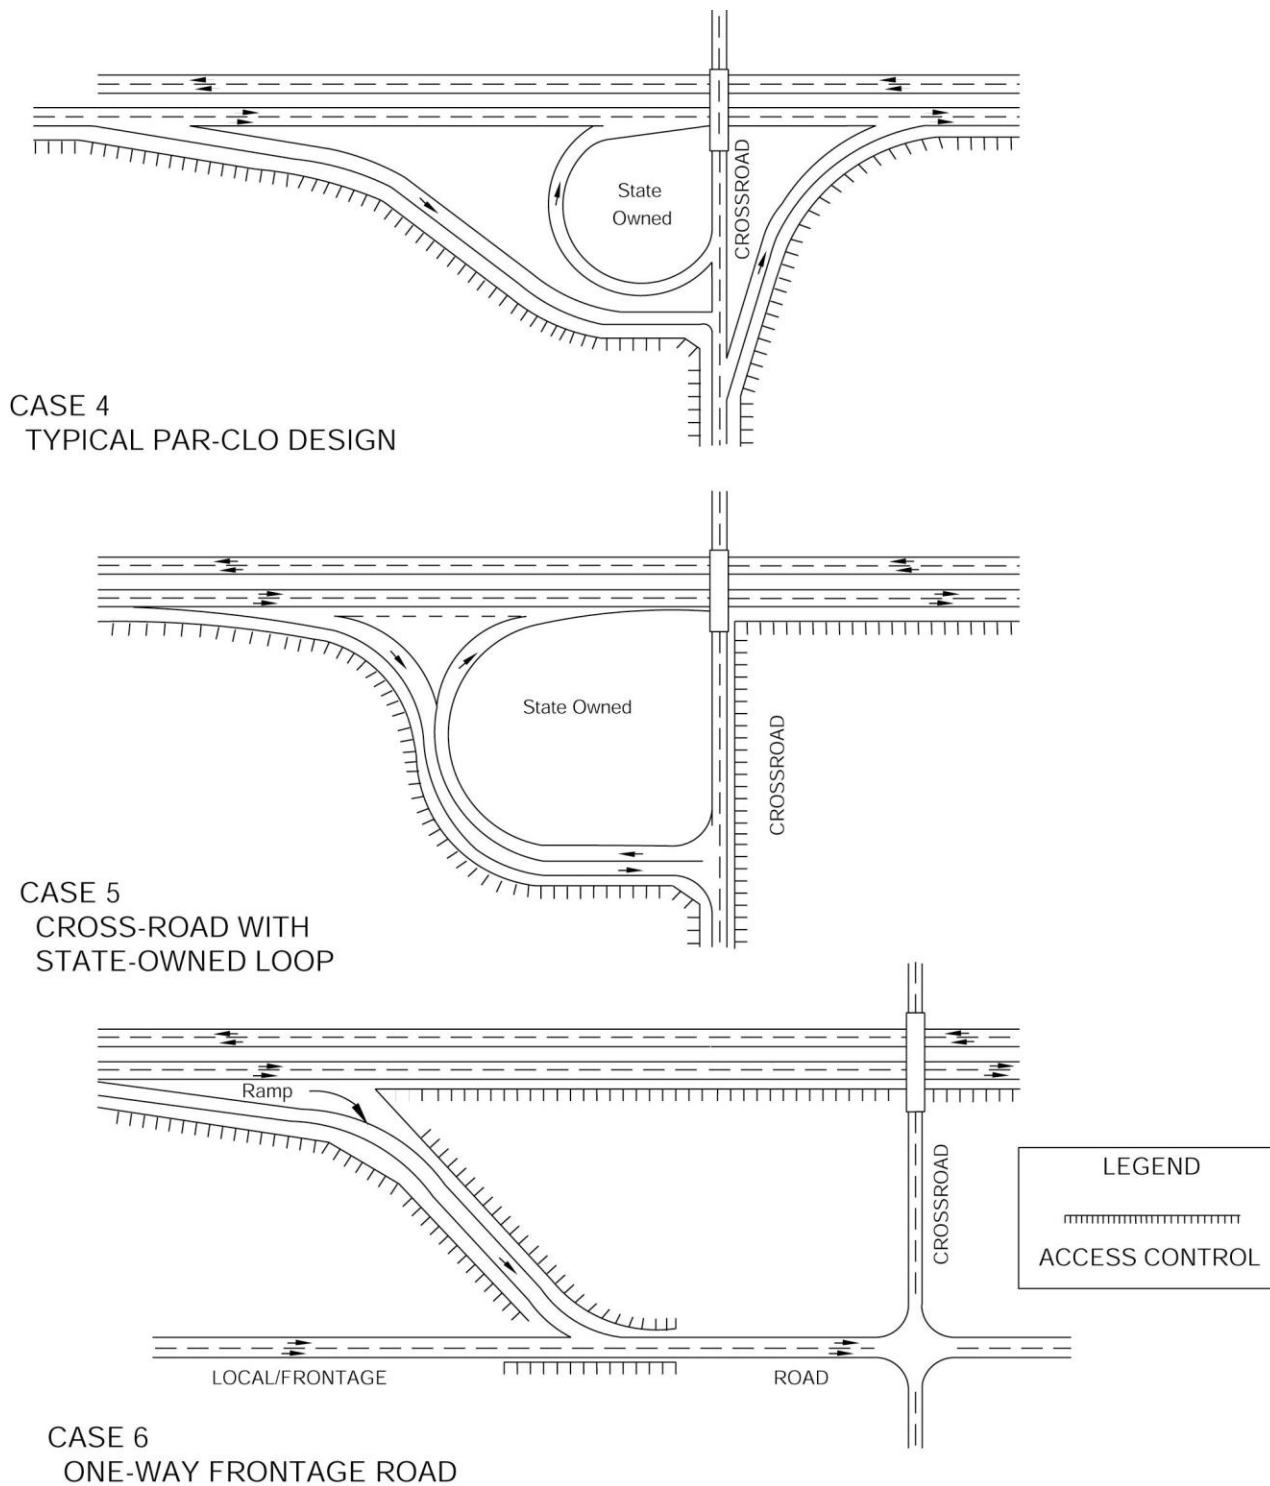 State
Owned
CROSSROAD
CASE 4
TYPICAL PAR-CLO DESIGN
State Owned
CROSSROAD
CASE 5
CROSS-ROAD WITH
STATE-OWNED LOOP
Ramp
CROSSROAD
LEGEND
ACCESS CONTROL
LOCAL/FRONTAGE ROAD
CASE 6
ONE-WAY FRONTAGE ROAD